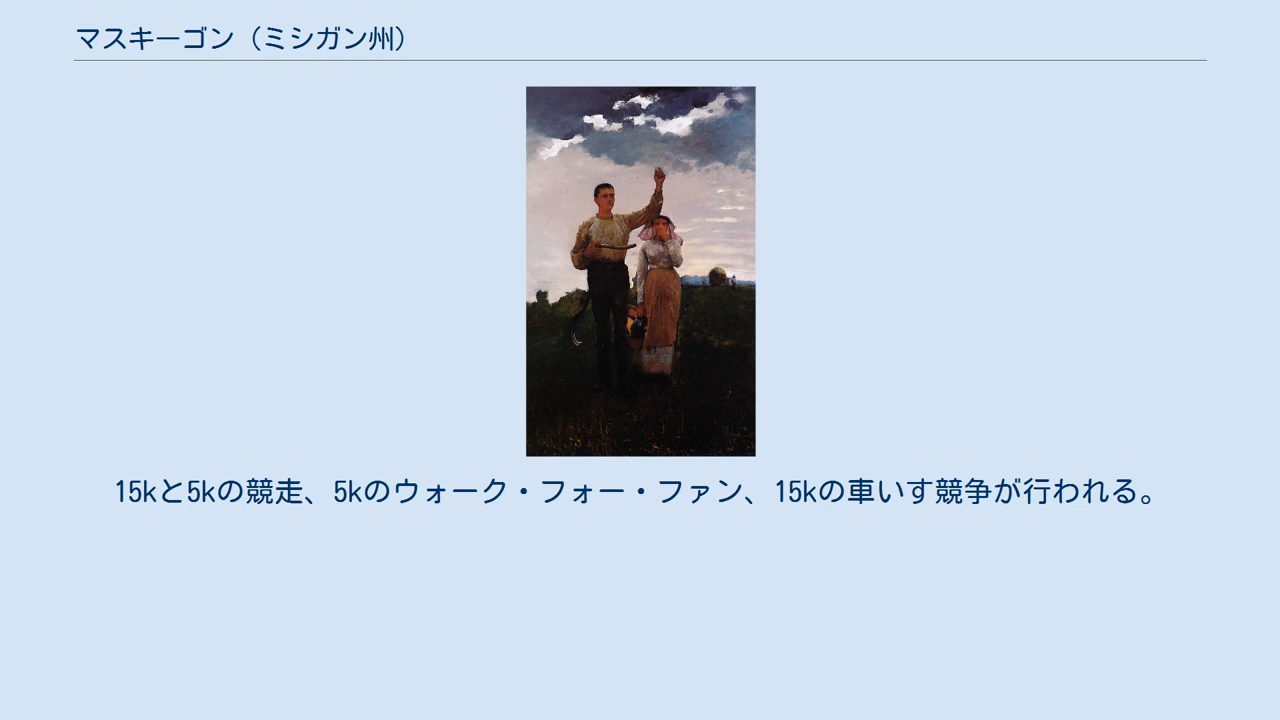 マスキーゴン（ミシガン州）
15kと5kの競走、5kのウォーク・フォー・ファン、15kの車いす競争が行われる。